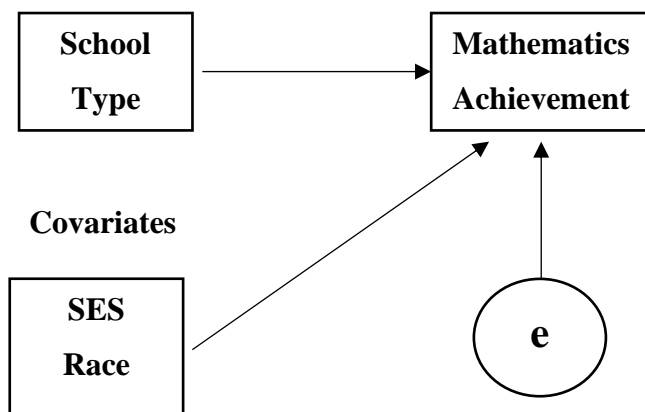 School
Type
Mathematics
Achievement
Covariates
SES
Race
e